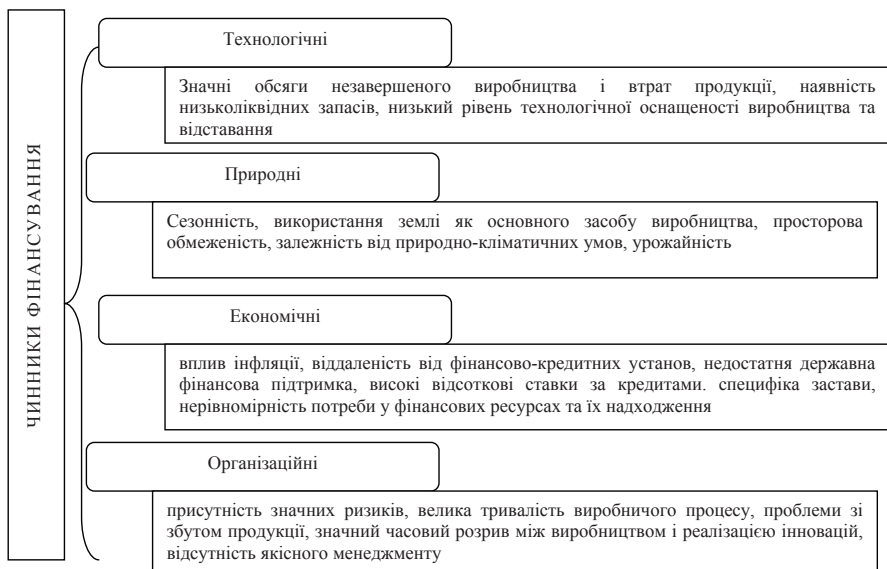 ЧИННИКИ ФІНАНСУВАННЯ
Технологічні
Значні обсяги незавершеного виробництва і втрат продукції, наявність
низьколіквідних запасів, низький рівень технологічної оснащеності виробництва та
відставання
Природні
Сезонність, використання землі як основного засобу виробництва, просторова
обмеженість, залежність від природно-кліматичних умов, урожайність
Економічні
вплив інфляції, віддаленість від фінансово-кредитних установ, недостатня державна
фінансова підтримка, високі відсоткові ставки за кредитами. специфіка застави,
нерівномірність потреби у фінансових ресурсах та їх надходження
Організаційні
присутність значних ризиків, велика тривалість виробничого процесу, проблеми зі
збутом продукції, значний часовий розрив між виробництвом і реалізацією інновацій,
відсутність якісного менеджменту